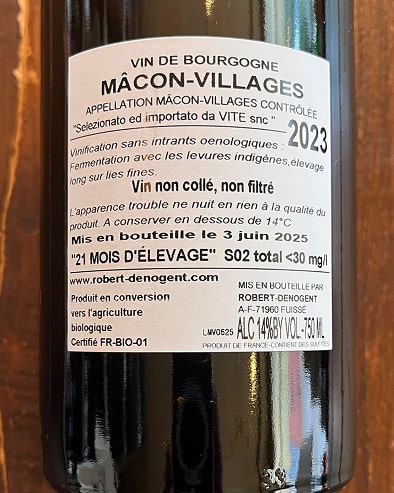 VIN DE BOURGOGNE
MÂCON-VILLAGES
APPELLATION MÂCON-VILLAGES CONTRÔLÉE
"Selezionato ed importato da VITE snc"
2023
Vinification sans intrants oenologiques :
Fermentation avec les levures indigènes,élevage
long sur lies fines.
Vin non collé, non filtré
L'apparence trouble ne nuit en rien à la qualité du
produit. A conserver en dessous de 14°C
Mis en bouteille le 3 juin 2025
"21 MOIS D'ÉLEVAGE" S02 total <30 mg/l
www.robert-denogent.com
Produit en conversion
vers l'agriculture
biologique
Certifié FR-BIO-01
MIS EN BOUTEILLE PAR
ROBERT-DENOGENT
A-F-71960 FUISSÉ
LMV0625 ALC 14%BY VOL-750 ML
PRODUIT DE FRANCE-CONTIENT DES SULFITES